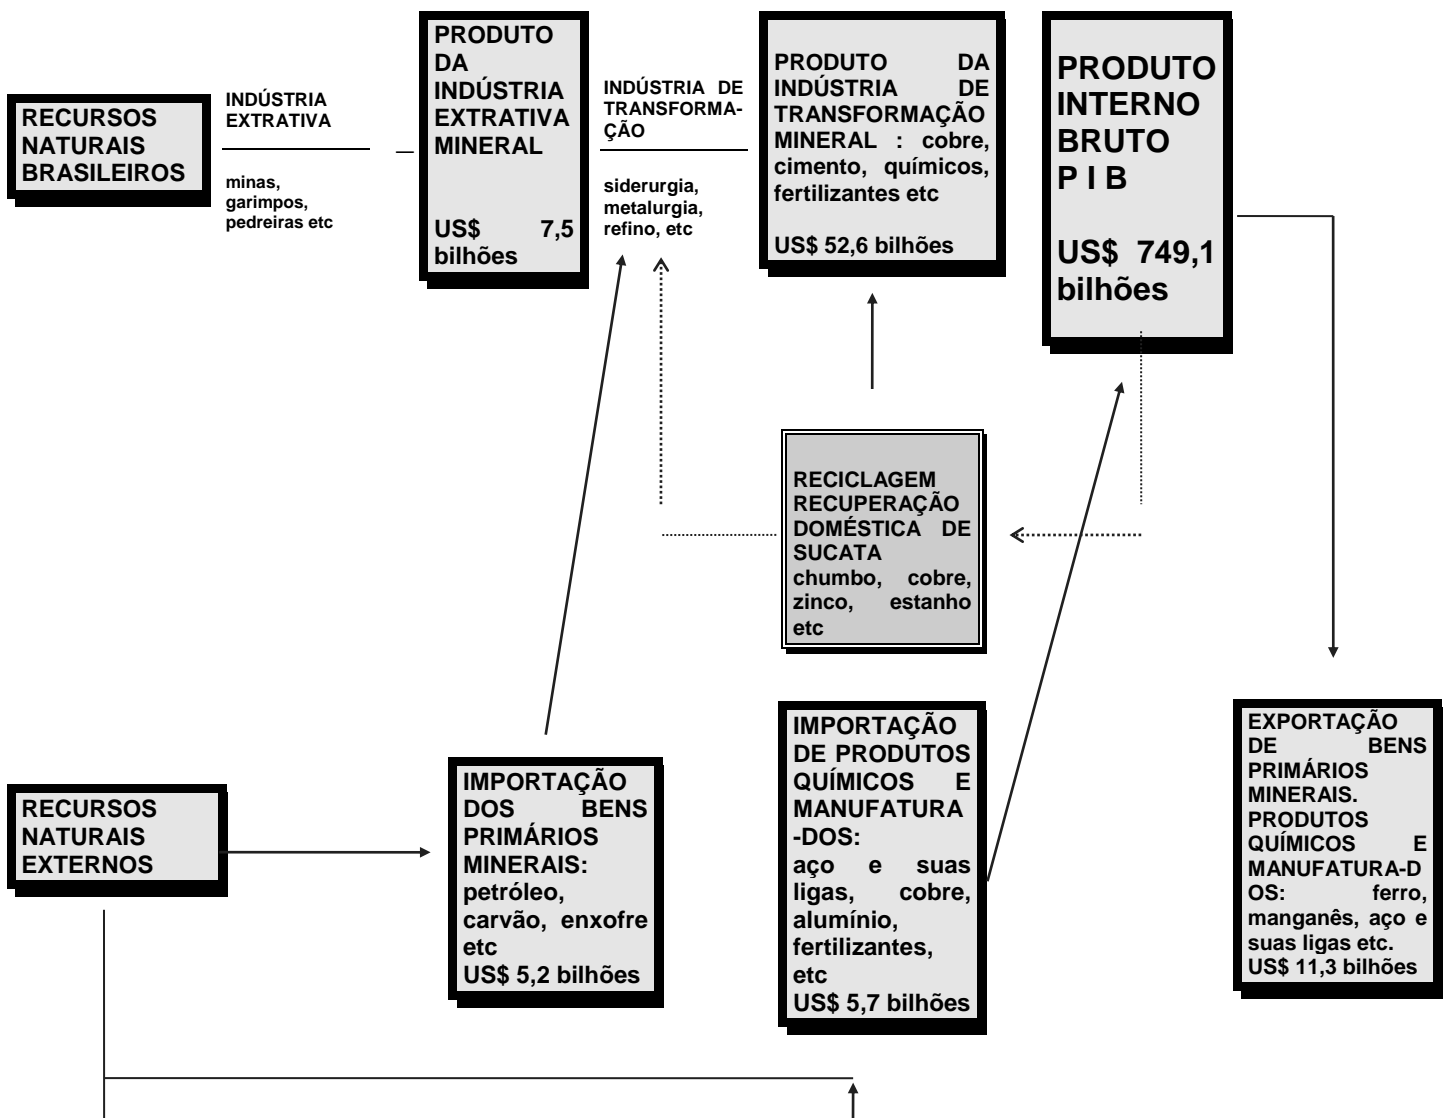 RECURSOS
NATURAIS
BRASILEIROS
INDÚSTRIA
EXTRATIVA
minas,
garimpos,
pedreiras etc
PRODUTO
DA
INDÚSTRIA
EXTRATIVA
MINERAL
US$ 7,5
bilhões
INDÚSTRIA DE
TRANSFORMA-
ÇÃO
siderurgia,
metalurgia,
refino, etc
PRODUTO DA
INDÚSTRIA DE
TRANSFORMAÇÃO
MINERAL : cobre,
cimento, químicos,
fertilizantes etc
US$ 52,6 bilhões
PRODUTO
INTERNO
BRUTO
P I B
US$ 749,1
bilhões
RECICLAGEM
RECUPERAÇÃO
DOMÉSTICA DE
SUCATA
chumbo, cobre,
zinco, estanho
etc
RECURSOS
NATURAIS
EXTERNOS
IMPORTAÇÃO
DOS BENS
PRIMÁRIOS
MINERAIS:
petróleo,
carvão, enxofre
etc
US$ 5,2 bilhões
IMPORTAÇÃO
DE PRODUTOS
QUÍMICOS E
MANUFATURA
-DOS:
aço e suas
ligas, cobre,
alumínio,
fertilizantes,
etc
US$ 5,7 bilhões
EXPORTAÇÃO
DE BENS
PRIMÁRIOS
MINERAIS.
PRODUTOS
QUÍMICOS E
MANUFATURA-D
OS: ferro,
manganês, aço e
suas ligas etc.
US$ 11,3 bilhões